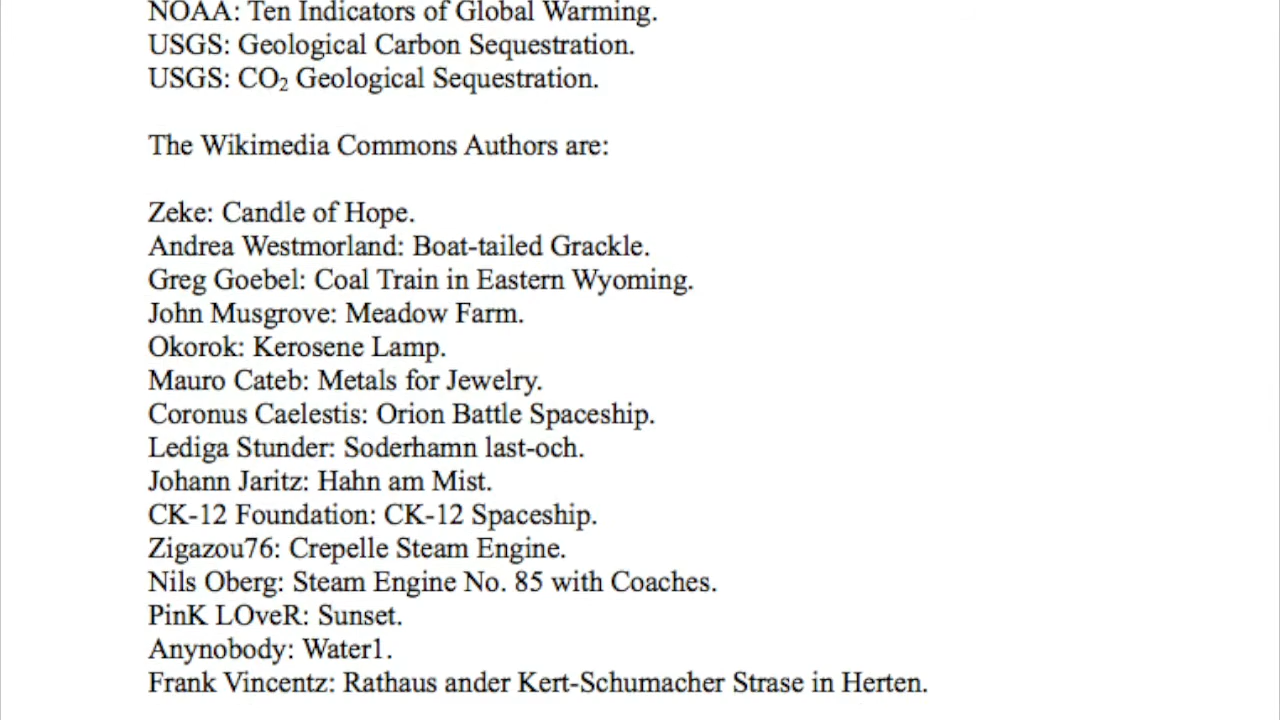 NOAA: Ten Indicators of Global Warming.
USGS: Geological Carbon Sequestration.
USGS: CO₂ Geological Sequestration.
The Wikimedia Commons Authors are:
Zeke: Candle of Hope.
Andrea Westmorland: Boat-tailed Grackle.
Greg Goebel: Coal Train in Eastern Wyoming.
John Musgrove: Meadow Farm.
Okorok: Kerosene Lamp.
Mauro Cateb: Metals for Jewelry.
Coronus Caelestis: Orion Battle Spaceship.
Lediga Stunder: Soderhamn last-och.
Johann Jaritz: Hahn am Mist.
CK-12 Foundation: CK-12 Spaceship.
Zigazou76: Crepelle Steam Engine.
Nils Oberg: Steam Engine No. 85 with Coaches.
PinK LOveR: Sunset.
Anynobody: Water1.
Frank Vincentz: Rathaus ander Kert-Schumacher Strase in Herten.